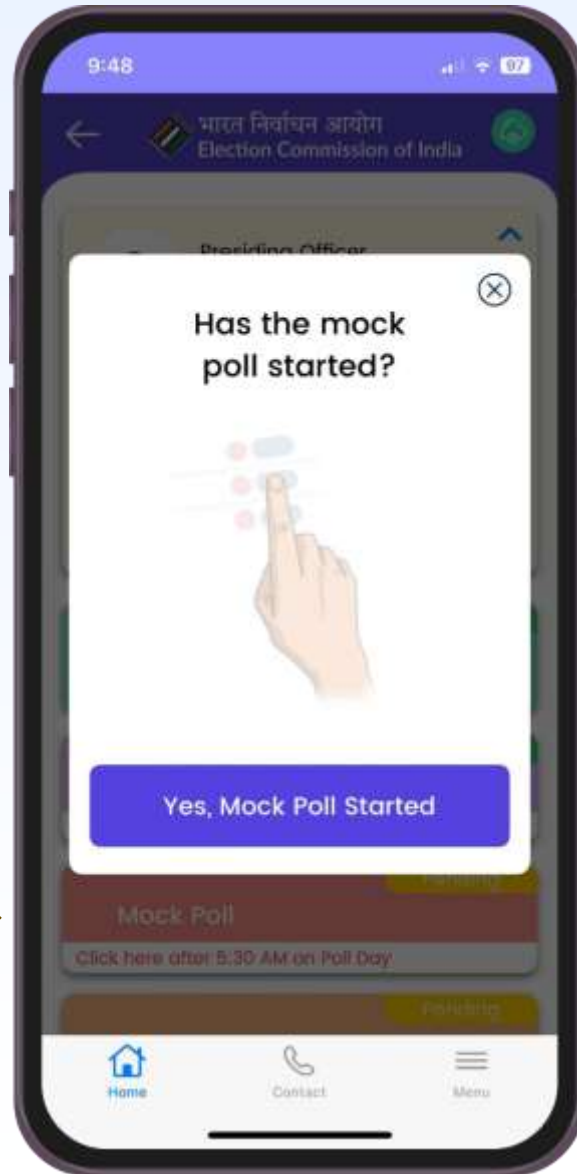 9:48
97
भारत निर्वाचन आयोग
Election Commission of India
Presiding Officer
Has the mock
poll started?
Yes, Mock Poll Started
Pending
Mock Poll
Click here after 5:30 AM on Poll Day
Pending
Home
Contact
Menu